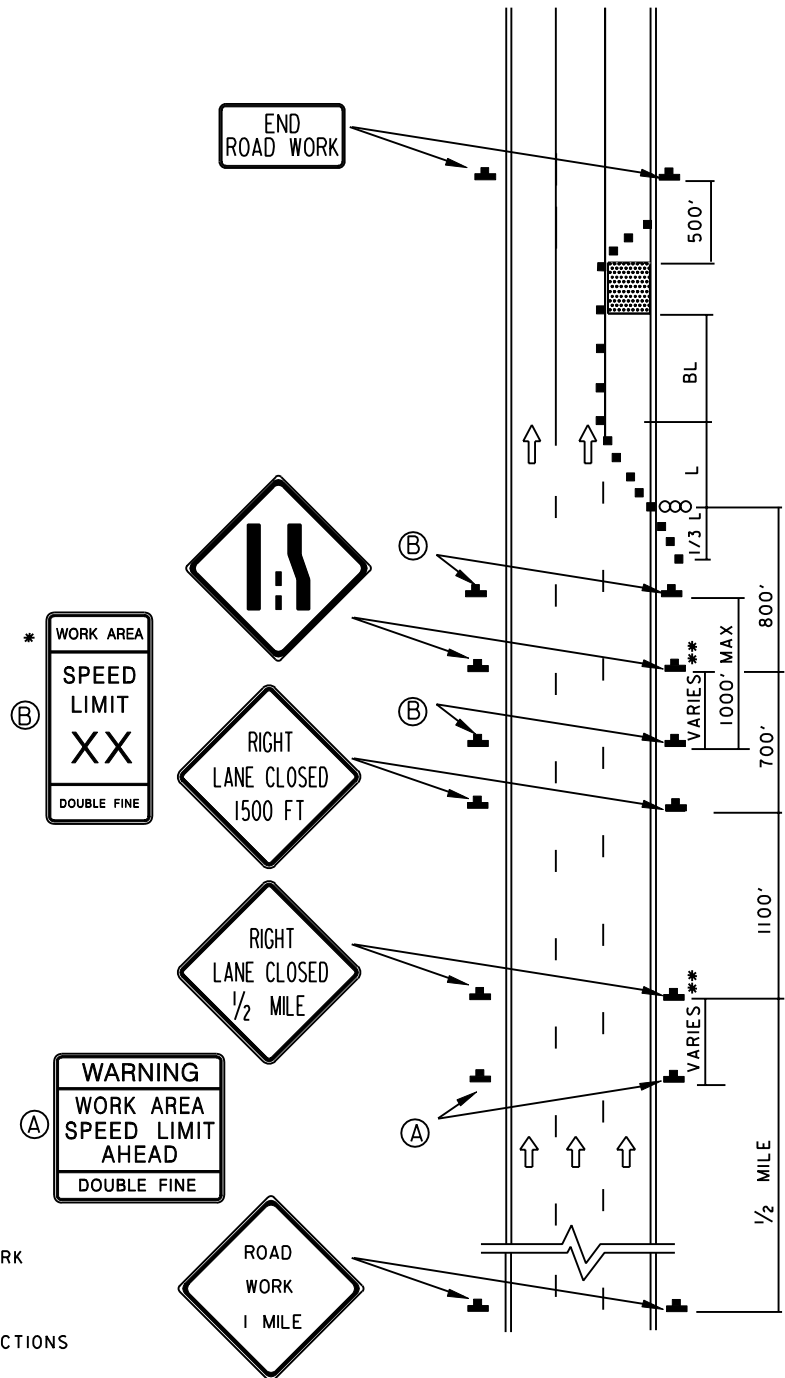 END
ROAD WORK
500'
BL
L
1/3 L
B
800'
*
WORK AREA
SPEED
LIMIT
XX
DOUBLE FINE
B
VARIES **
1000' MAX
B
700'
RIGHT
LANE CLOSED
1500 FT
1100'
RIGHT
LANE CLOSED
1/2 MILE
VARIES **
WARNING
WORK AREA
SPEED LIMIT
AHEAD
DOUBLE FINE
A
A
1/2 MILE
RK
ROAD
WORK
1 MILE
CTIONS